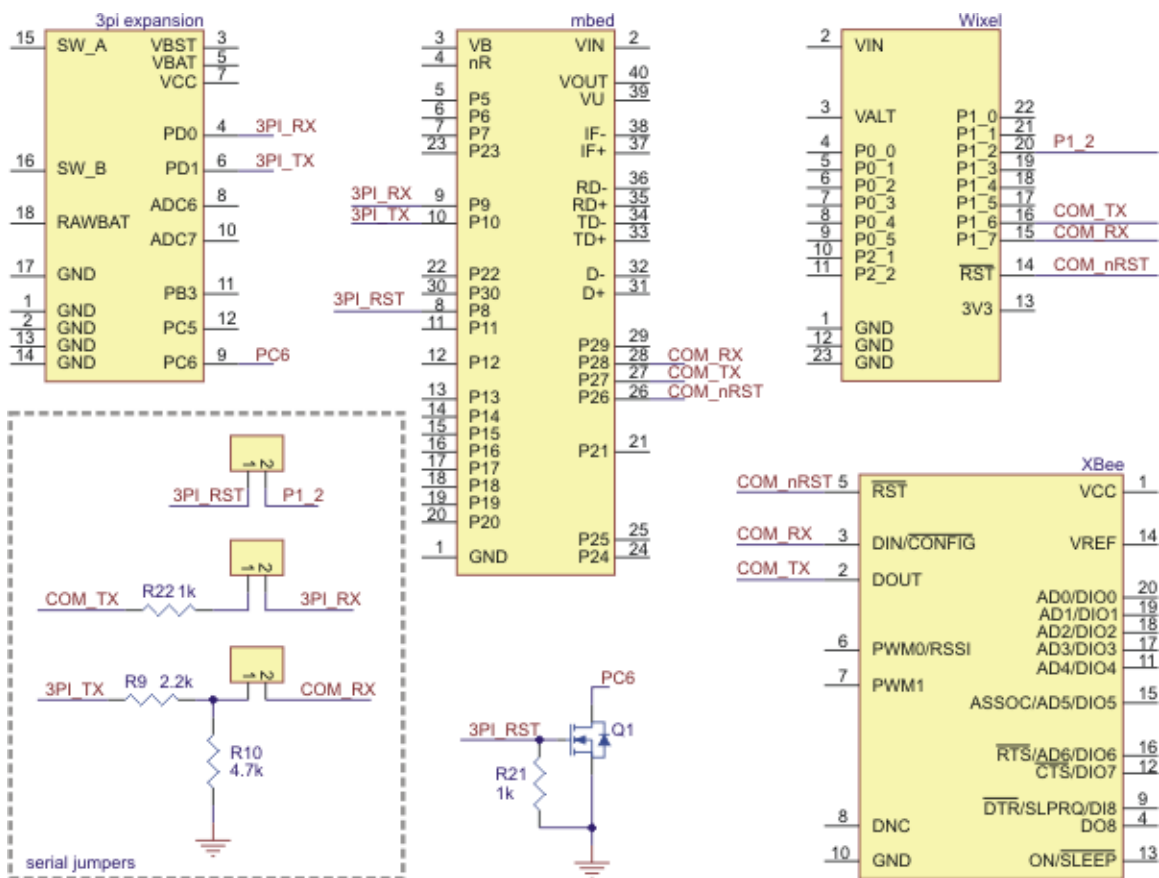 3pi expansion
15 SW_A VBST 3
VBAT 5
VCC 7
PD0 4 3PI_RX
16 SW_B PD1 6 3PI_TX
ADC6 8
18 RAWBAT
ADC7 10
17 GND
PB3 11
1 GND
2 GND PC5 12
13 GND
14 GND PC6 9 PC6
mbed
3 VB VIN 2
4 nR
VOUT 40
5 P5 VU 39
6 P6
7 P7 IF- 38
23 P23 IF+ 37
RD- 36
3PI_RX 9 P9 RD+ 35
3PI_TX 10 P10 TD- 34
TD+ 33
22 P22 D- 32
30 P30 D+ 31
3PI_RST 8 P8
11 P11
P29 29
12 P12 P28 28 COM_RX
P27 27 COM_TX
13 P13 P26 26 COM_nRST
14 P14
15 P15
16 P16 P21 21
17 P17
18 P18
19 P19
20 P20
P25 25
1 GND P24 24
Wixel
2 VIN
3 VALT P1_0 22
P1_1 21
4 P0_0 P1_2 20 P1_2
5 P0_1 P1_3 19
6 P0_2 P1_4 18
7 P0_3 P1_5 17
8 P0_4 P1_6 16 COM_TX
9 P0_5 P1_7 15 COM_RX
10 P2_1
11 P2_2 RST 14 COM_nRST
3V3 13
1 GND
12 GND
23 GND
1 2
3PI_RST P1_2
1 2
COM_TX R22 1k 3PI_RX
1 2
3PI_TX R9 2.2k COM_RX
R10
4.7k
serial jumpers
PC6
3PI_RST Q1
R21
1k
XBee
COM_nRST 5 RST VCC 1
COM_RX 3 DIN/CONFIG VREF 14
COM_TX 2 DOUT
AD0/DIO0 20
AD1/DIO1 19
AD2/DIO2 18
6 PWM0/RSSI AD3/DIO3 17
AD4/DIO4 11
7 PWM1
ASSOC/AD5/DIO5 15
RTS/AD6/DIO6 16
CTS/DIO7 12
DTR/SLPRQ/DI8 9
8 DNC DO8 4
10 GND ON/SLEEP 13